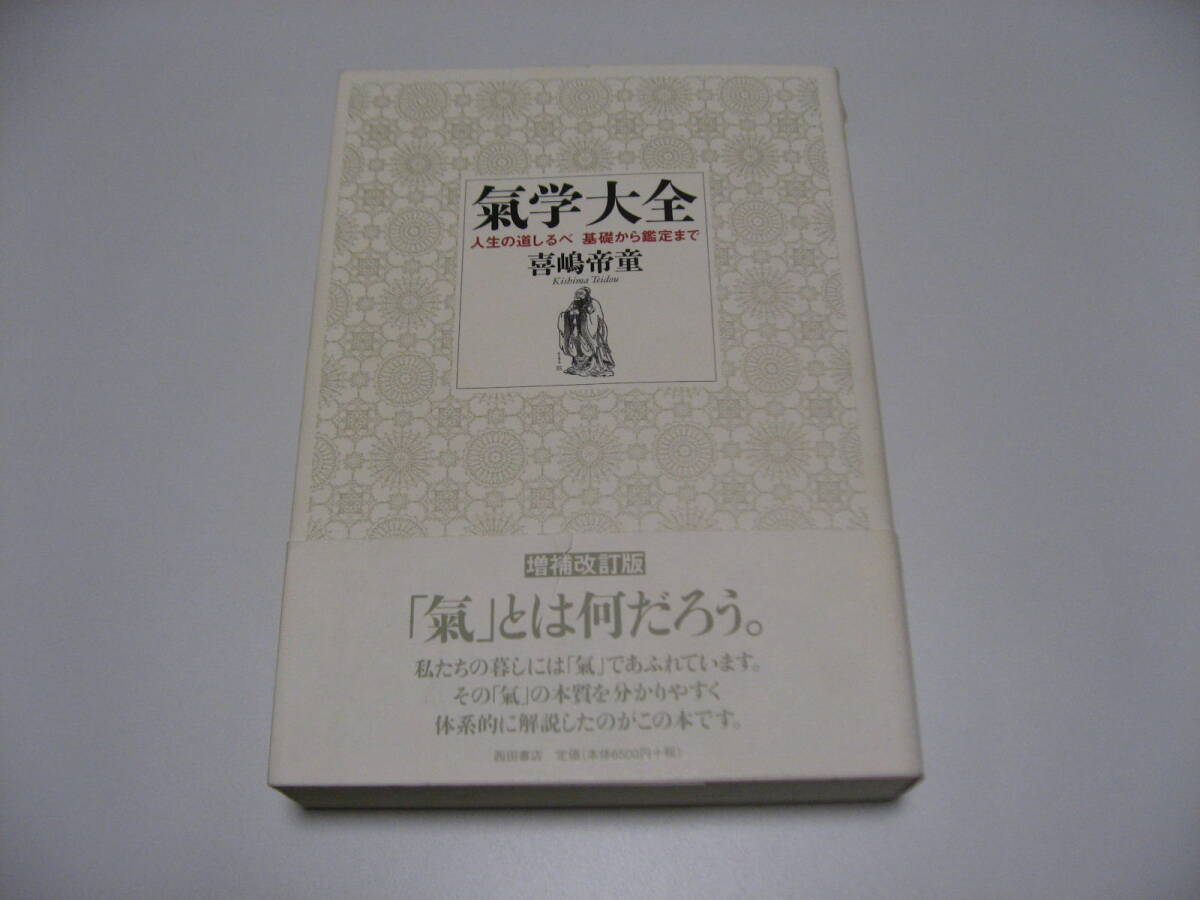 氣学大全
人生の道しるべ 基礎から鑑定まで
喜嶋帝童
Kishima Teidou
増補改訂版
「氣」とは何だろう。
私たちの暮しには「氣」であふれています。
その「氣」の本質を分かりやすく
体系的に解説したのがこの本です。
西田書店 定価(本体6500円+税)